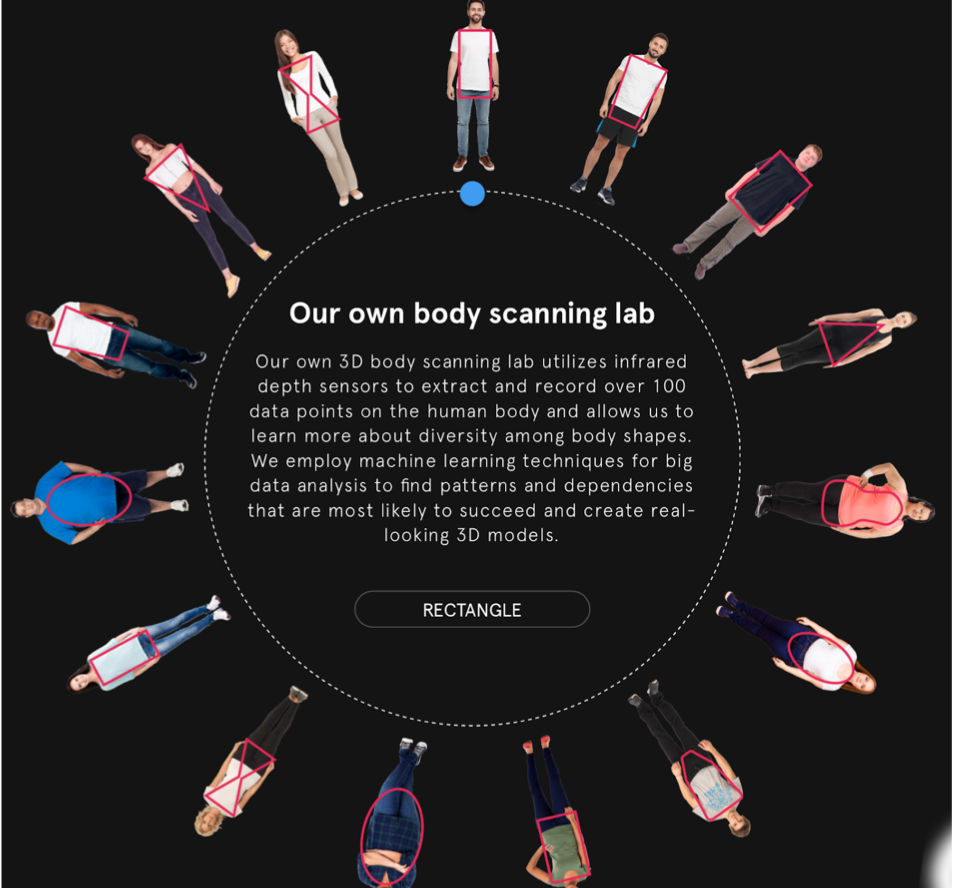 Our own body scanning lab
Our own 3D body scanning lab utilizes infrared
depth sensors to extract and record over 100
data points on the human body and allows us to
learn more about diversity among body shapes.
We employ machine learning techniques for big
data analysis to find patterns and dependencies
that are most likely to succeed and create real-
looking 3D models.
RECTANGLE